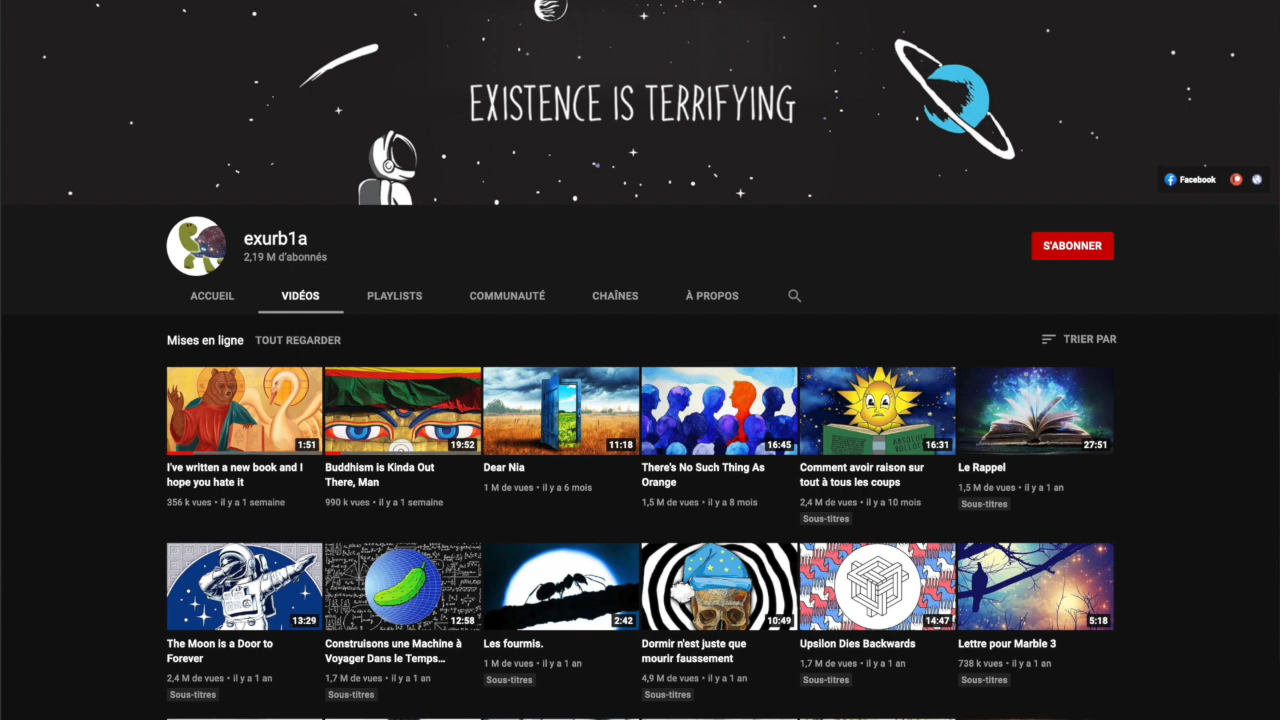 EXISTENCE IS TERRIFYING
Facebook
exurb1a
2,19 M d'abonnés
S'ABONNER
ACCUEIL
VIDÉOS
PLAYLISTS
COMMUNAUTÉ
CHAÎNES
À PROPOS
Mises en ligne
TOUT REGARDER
TRIER PAR
1:51
I've written a new book and I
hope you hate it
356 k vues • il y a 1 semaine
19:52
Buddhism is Kinda Out
There, Man
990 k vues • il y a 1 semaine
11:18
Dear Nia
1 M de vues • il y a 6 mois
16:45
There's No Such Thing As
Orange
1,5 M de vues • il y a 8 mois
16:31
Comment avoir raison sur
tout à tous les coups
2,4 M de vues • il y a 10 mois
Sous-titres
27:51
Le Rappel
1,5 M de vues • il y a 1 an
Sous-titres
13:29
The Moon is a Door to
Forever
2,4 M de vues • il y a 1 an
Sous-titres
12:58
Construisons une Machine à
Voyager Dans le Temps...
1,7 M de vues • il y a 1 an
Sous-titres
2:42
Les fourmis.
1 M de vues • il y a 1 an
Sous-titres
10:49
Dormir n'est juste que
mourir faussement
4,9 M de vues • il y a 1 an
Sous-titres
14:47
Upsilon Dies Backwards
1,7 M de vues • il y a 1 an
Sous-titres
5:18
Lettre pour Marble 3
738 k vues • il y a 1 an
Sous-titres